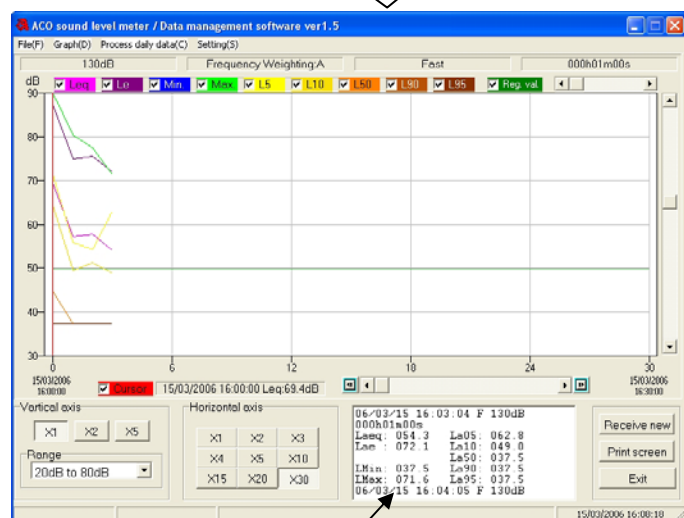 ACO sound level meter / Data management software ver1.5
File(F) Graph(D) Process daily data(C) Setting(S)
130dB Frequency Weighting:A Fast 000h01m00s
dB Leq Le Min. Max L5 L10 L50 L90 L95 Reg. val.
90
80
70
60
50
40
30
0 6 12 18 24 30
15/03/2006 15/03/2006
16:00:00 Cursor 15/03/2006 16:00:00 Leq:69.4dB 16:30:00
Vertical axis Horizontal axis
X1 X2 X5
Range
20dB to 80dB
X1 X2 X3
X4 X5 X10
X15 X20 X30
06/03/15 16:03:04 F 130dB
000h01m00s
Laeq: 054.3 La05: 062.8
Lae : 072.1 La10: 049.0
La50: 037.5
LMin: 037.5 La90: 037.5
LMax: 071.6 La95: 037.5
06/03/15 16:04:05 F 130dB
Receive new
Print screen
Exit
15/03/2006 16:08:18